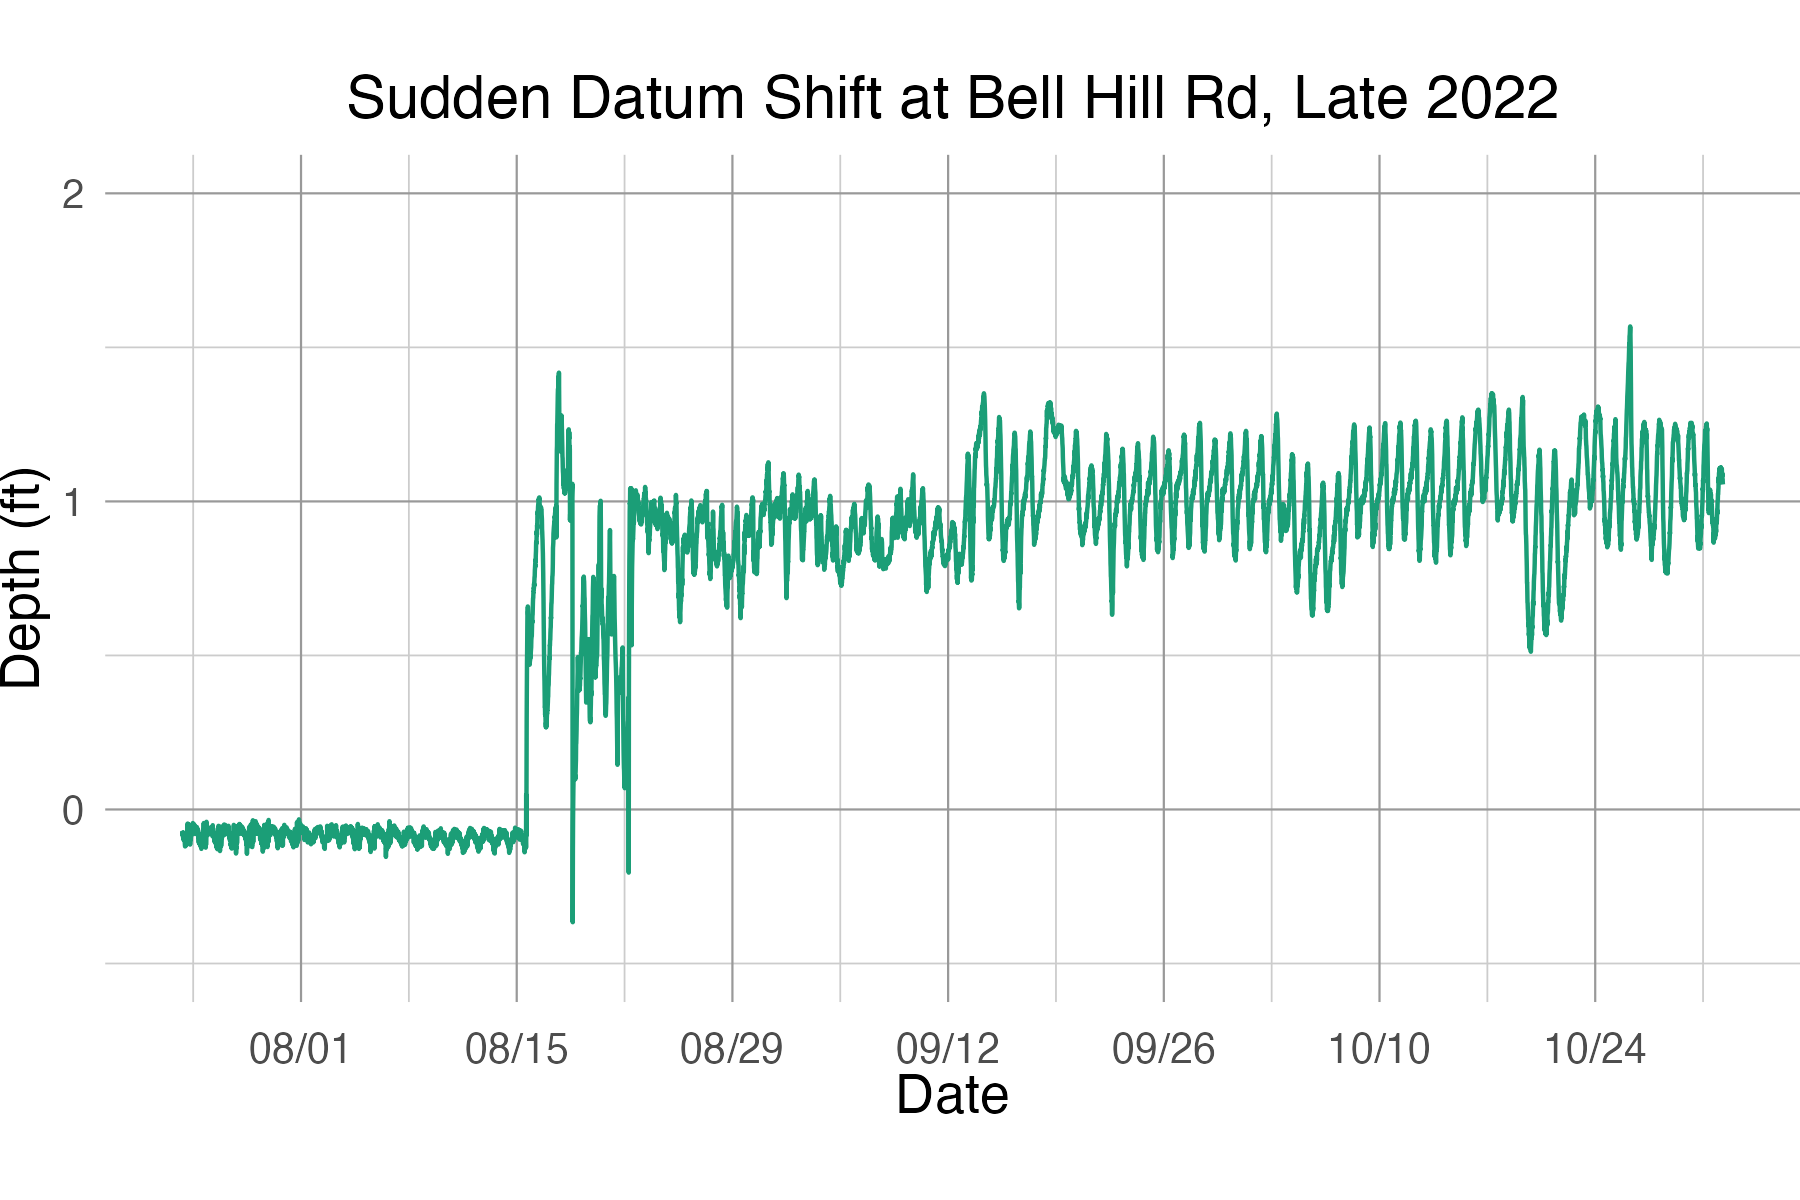 Sudden Datum Shift at Bell Hill Rd, Late 2022
2
1
0
Depth (ft)
08/01 08/15 08/29 09/12 09/26 10/10 10/24
Date